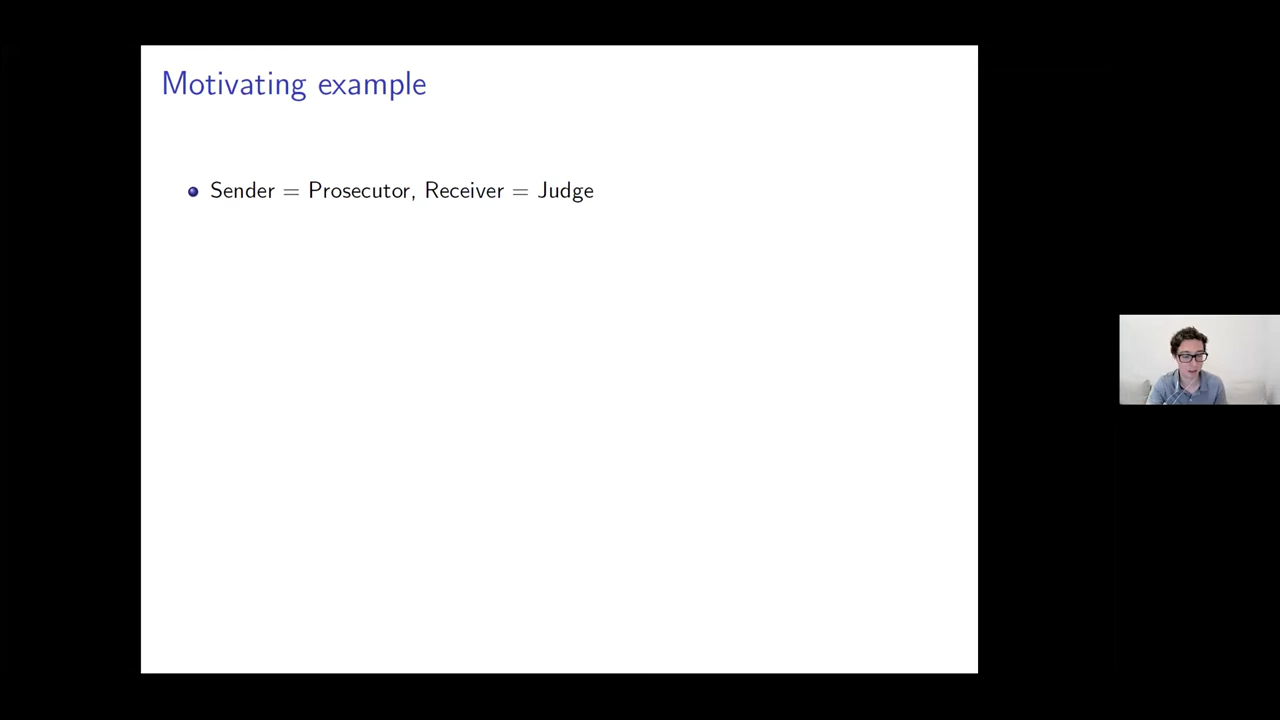 Motivating example
Sender = Prosecutor, Receiver = Judge